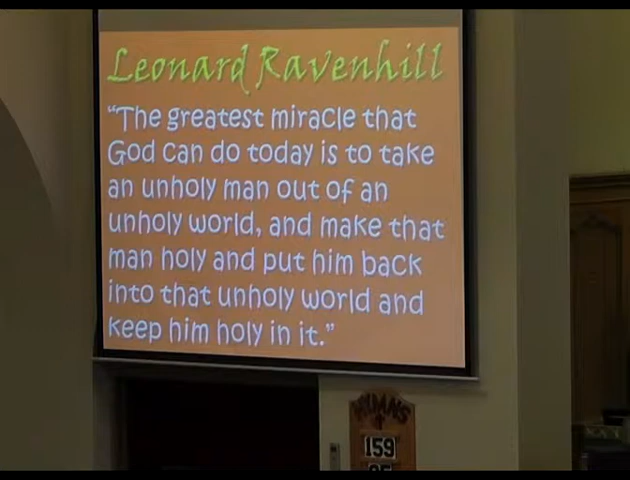 Leonard Ravenhill
“The greatest miracle that
God can do today is to take
an unholy man out of an
unholy world, and make that
man holy and put him back
into that unholy world and
keep him holy in it.”
HYMNS
159